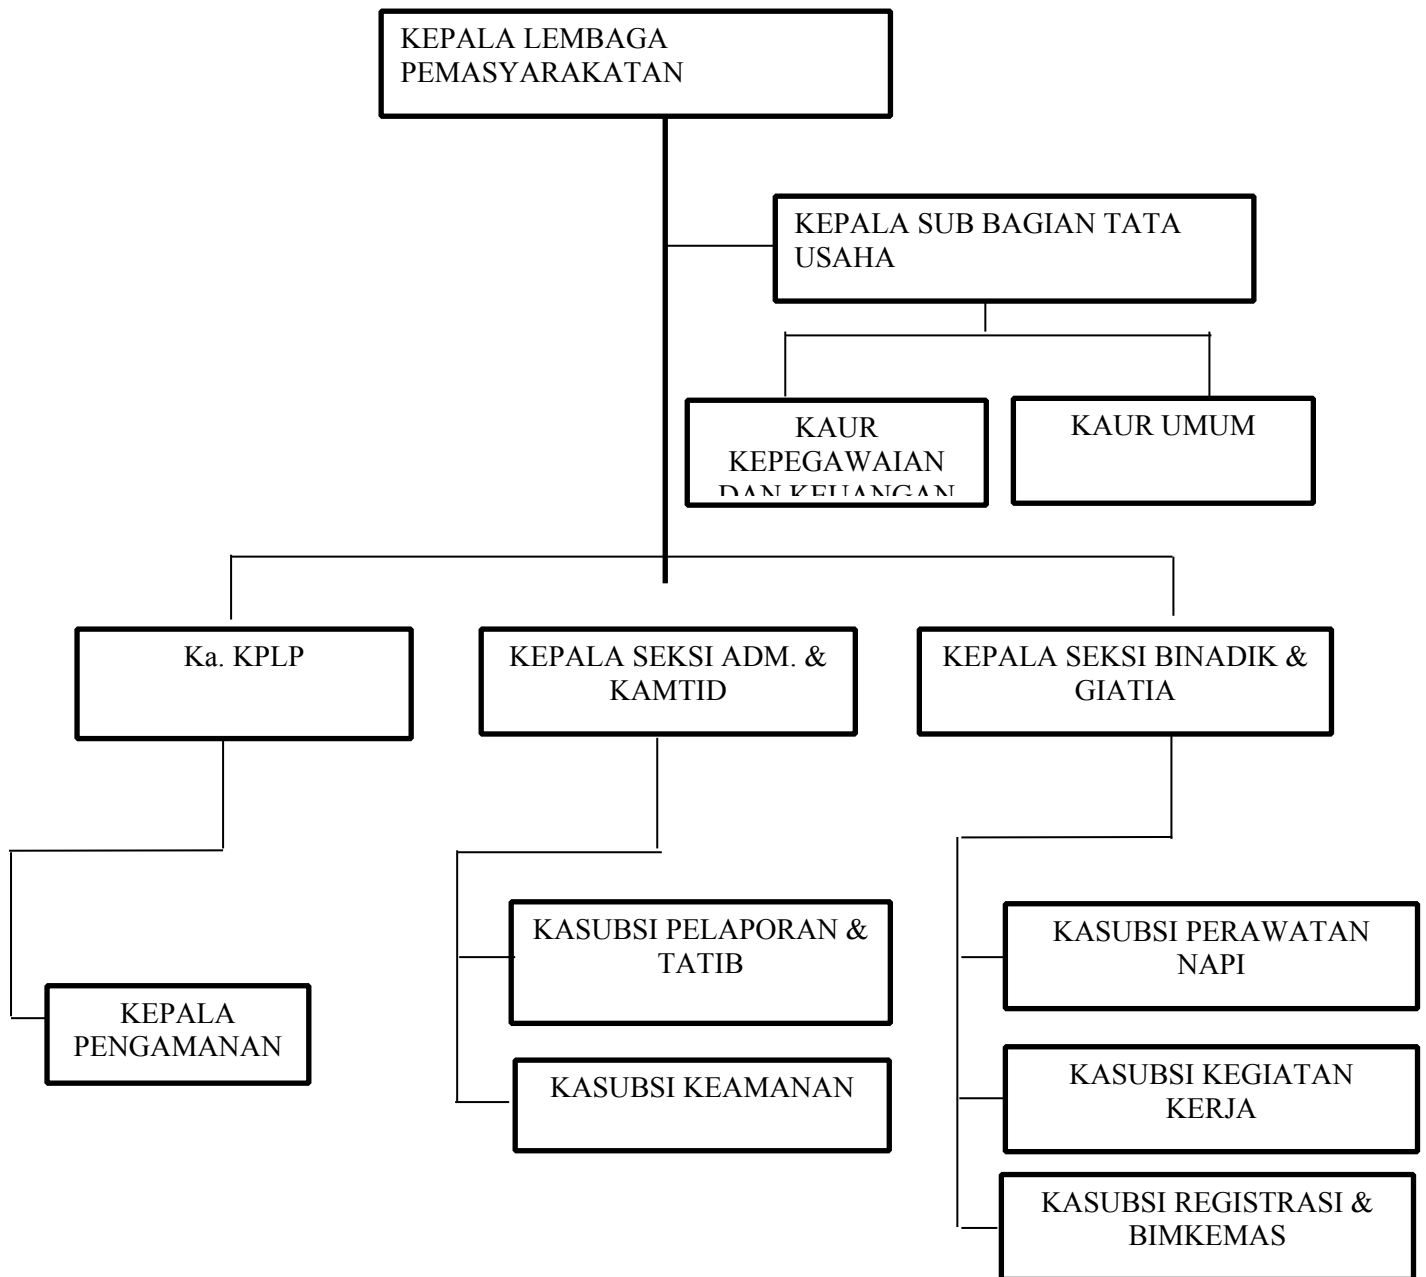 KEPALA LEMBAGA
PEMASYARAKATAN
KEPALA SUB BAGIAN TATA
USAHA
KAUR
KEPEGAWAIAN
DAN KEUANGAN
KAUR UMUM
Ka. KPLP
KEPALA SEKSI ADM. &
KAMTID
KEPALA SEKSI BINADIK &
GIATIA
KEPALA
PENGAMANAN
KASUBSI PELAPORAN &
TATIB
KASUBSI KEAMANAN
KASUBSI PERAWATAN
NAPI
KASUBSI KEGIATAN
KERJA
KASUBSI REGISTRASI &
BIMKEMAS